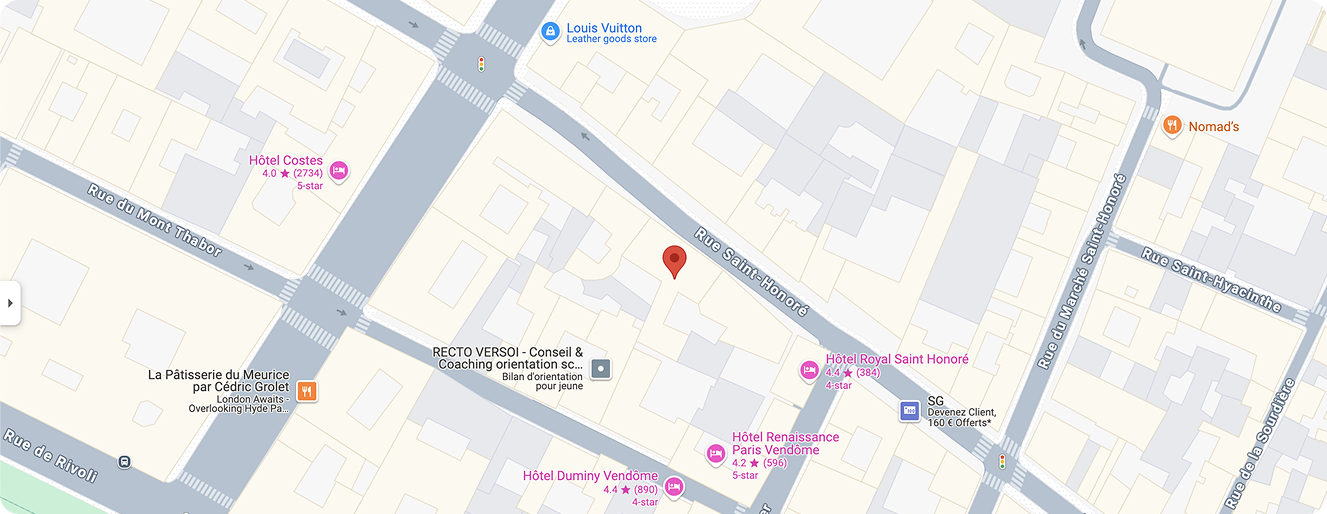 Louis Vuitton
Leather goods store
Nomad's
Hôtel Costes
4.0 ★ (2734)
5-star
Rue du Mont Thabor
Rue Saint-Honoré
Rue du Marché Saint-Honoré
Rue Saint-Hyacinthe
RECTO VERSOI - Conseil &
Coaching orientation sc...
Bilan d'orientation
pour jeune
Hôtel Royal Saint Honoré
4.4 ★ (384)
4-star
La Pâtisserie du Meurice
par Cédric Grolet
London Awaits -
Overlooking Hyde Pa...
SG
Devenez Client,
160 € Offerts*
Rue de Rivoli
Hôtel Renaissance
Paris Vendôme
4.2 ★ (596)
5-star
Hôtel Duminy Vendôme
4.4 ★ (890)
4-star
Rue de la Sourdière